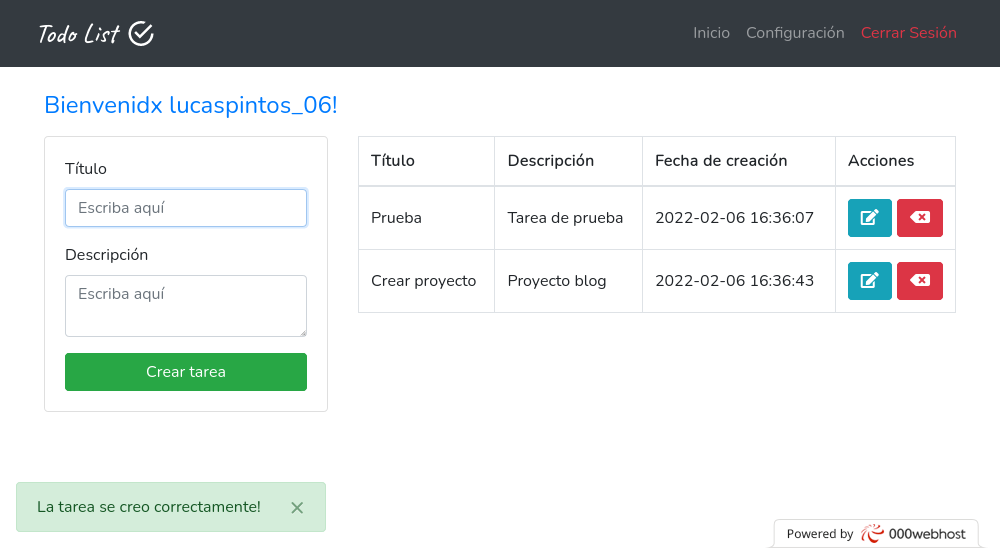 Todo List
Inicio Configuración Cerrar Sesión
Bienvenidx lucaspintos_06!
Título
Escriba aquí
Descripción
Escriba aquí
Crear tarea
Título Descripción Fecha de creación Acciones
Prueba Tarea de prueba 2022-02-06 16:36:07
Crear proyecto Proyecto blog 2022-02-06 16:36:43
La tarea se creo correctamente! ×
Powered by 000webhost